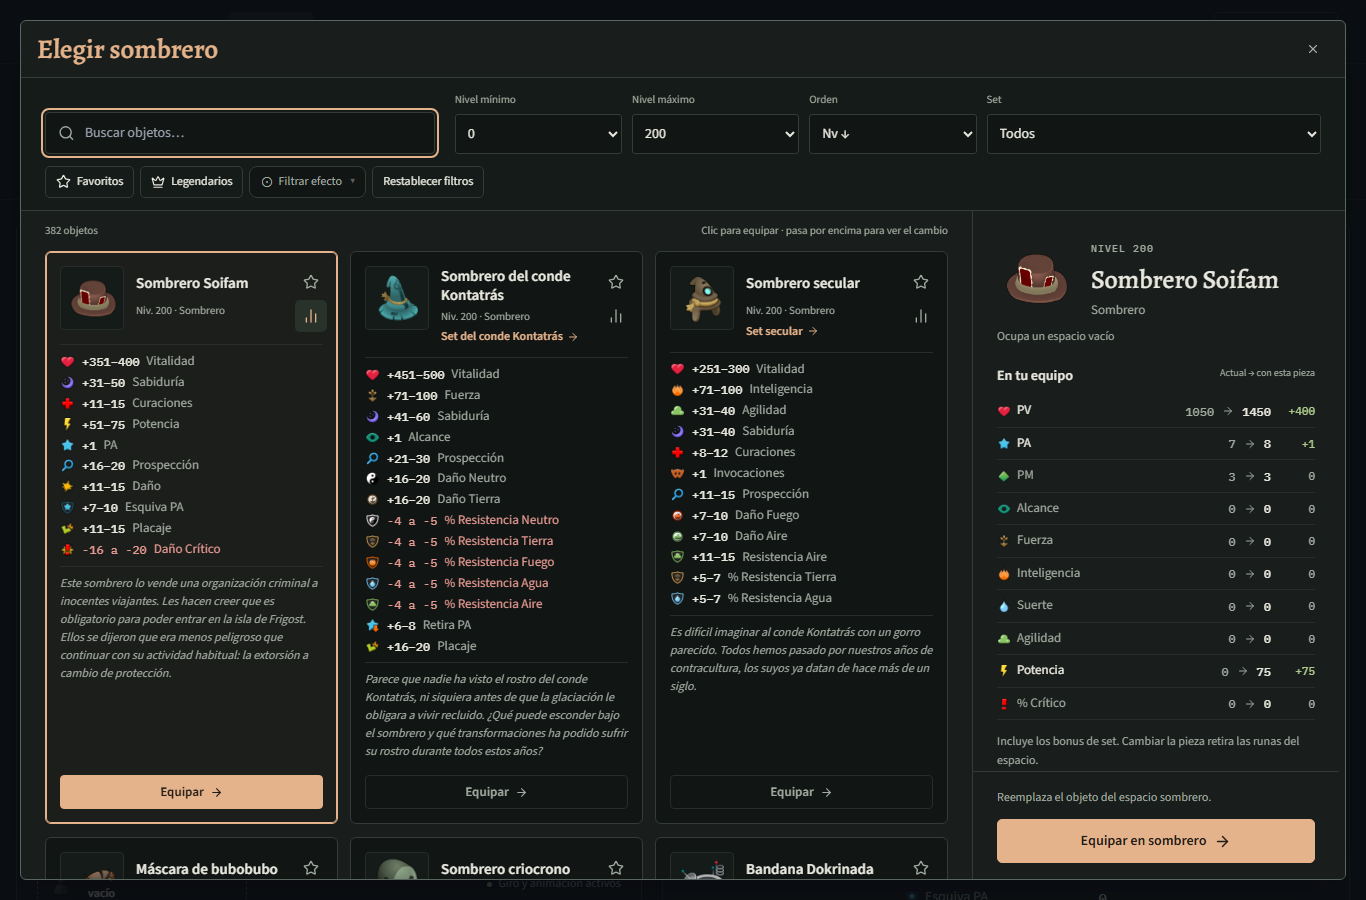 Elegir sombrero
Nivel mínimo
Nivel máximo
Orden
Set
Buscar objetos...
0
200
Nv ↓
Todos
Favoritos
Legendarios
Filtrar efecto
Restablecer filtros
382 objetos
Clic para equipar · pasa por encima para ver el cambio
Sombrero Soifam
Niv. 200 · Sombrero
+351–400 Vitalidad
+31–50 Sabiduría
+11–15 Curaciones
+51–75 Potencia
+1 PA
+16–20 Prospección
+11–15 Daño
+7–10 Esquiva PA
+11–15 Placaje
-16 a -20 Daño Crítico
Este sombrero lo vende una organización criminal a
inocentes viajantes. Les hacen creer que es
obligatorio para poder entrar en la isla de Frigost.
Ellos se dijeron que era menos peligroso que
continuar con su actividad habitual: la extorsión a
cambio de protección.
Equipar →
Sombrero del conde
Kontatrás
Niv. 200 · Sombrero
Set del conde Kontatrás →
+451–500 Vitalidad
+71–100 Fuerza
+41–60 Sabiduría
+1 Alcance
+21–30 Prospección
+16–20 Daño Neutro
+16–20 Daño Tierra
-4 a -5 % Resistencia Neutro
-4 a -5 % Resistencia Tierra
-4 a -5 % Resistencia Fuego
-4 a -5 % Resistencia Agua
-4 a -5 % Resistencia Aire
+6–8 Retira PA
+16–20 Placaje
Parece que nadie ha visto el rostro del conde
Kontatrás, ni siquiera antes de que la glaciación le
obligara a vivir recluido. ¿Qué puede esconder bajo
el sombrero y qué transformaciones ha podido sufrir
su rostro durante todos estos años?
Equipar →
Sombrero secular
Niv. 200 · Sombrero
Set secular →
+251–300 Vitalidad
+71–100 Inteligencia
+31–40 Agilidad
+31–40 Sabiduría
+8–12 Curaciones
+1 Invocaciones
+11–15 Prospección
+7–10 Daño Fuego
+7–10 Daño Aire
+11–15 Resistencia Aire
+5–7 % Resistencia Tierra
+5–7 % Resistencia Agua
Es difícil imaginar al conde Kontatrás con un gorro
parecido. Todos hemos pasado por nuestros años de
contracultura, los suyos ya datan de hace más de un
siglo.
Equipar →
Máscara de bubobubo
Sombrero criocrono
Bandana Dokrinada
NIVEL 200
Sombrero Soifam
Sombrero
Ocupa un espacio vacío
En tu equipo
Actual → con esta pieza
PV 1050 → 1450 +400
PA 7 → 8 +1
PM 3 → 3 0
Alcance 0 → 0 0
Fuerza 0 → 0 0
Inteligencia 0 → 0 0
Suerte 0 → 0 0
Agilidad 0 → 0 0
Potencia 0 → 75 +75
% Crítico 0 → 0 0
Incluye los bonus de set. Cambiar la pieza retira las runas del
espacio.
Reemplaza el objeto del espacio sombrero.
Equipar en sombrero →
vacío
Giro y animación activos
Esquiva PA